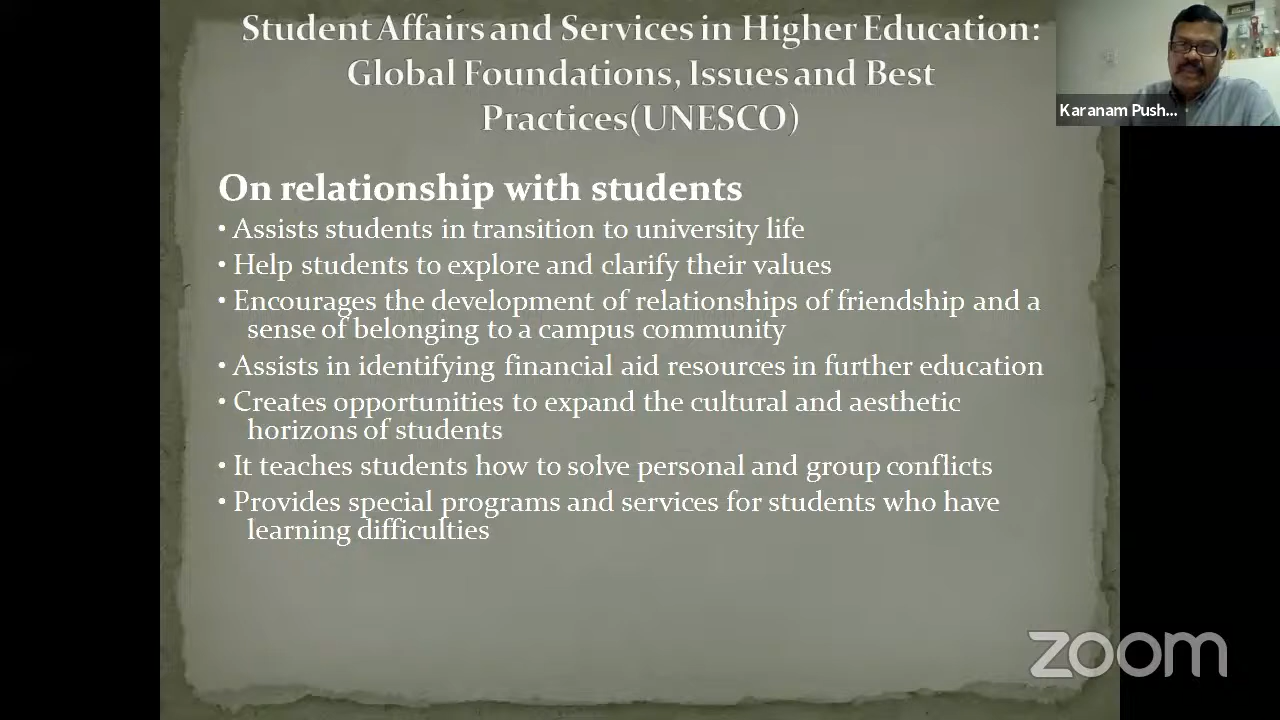 Student Affairs and Services in Higher Education:
Global Foundations, Issues and Best
Practices(UNESCO)
Karanam Push...
On relationship with students
• Assists students in transition to university life
• Help students to explore and clarify their values
• Encourages the development of relationships of friendship and a
sense of belonging to a campus community
• Assists in identifying financial aid resources in further education
• Creates opportunities to expand the cultural and aesthetic
horizons of students
• It teaches students how to solve personal and group conflicts
• Provides special programs and services for students who have
learning difficulties
zoom